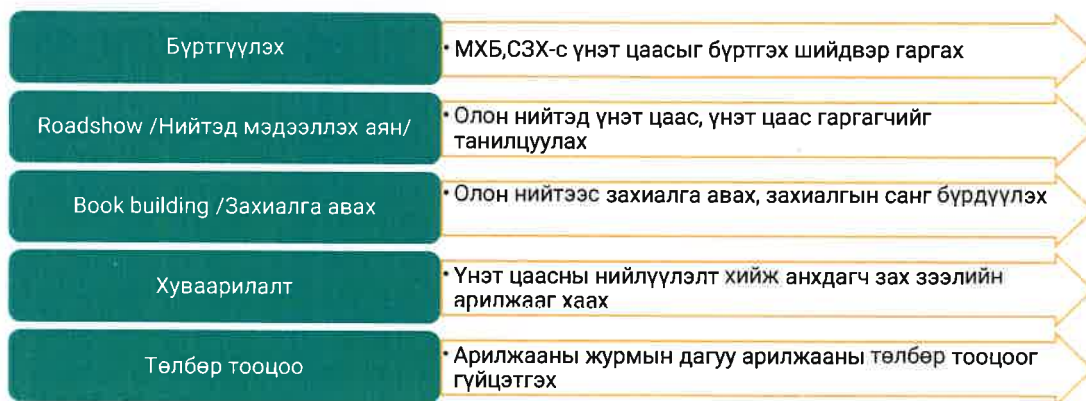 Бүртгүүлэх
• МХБ,СЗХ-с үнэт цаасыг бүртгэх шийдвэр гаргах
Roadshow /Нийтэд мэдээллэх аян/
• Олон нийтэд үнэт цаас, үнэт цаас гаргагчийг
танилцуулах
Book building /Захиалга авах
• Олон нийтээс захиалга авах, захиалгын санг бүрдүүлэх
Хуваарилалт
• Үнэт цаасны нийлүүлэлт хийж анхдагч зах зээлийн
арилжааг хаах
Төлбөр тооцоо
• Арилжааны журмын дагуу арилжааны төлбөр тооцоог
гүйцэтгэх